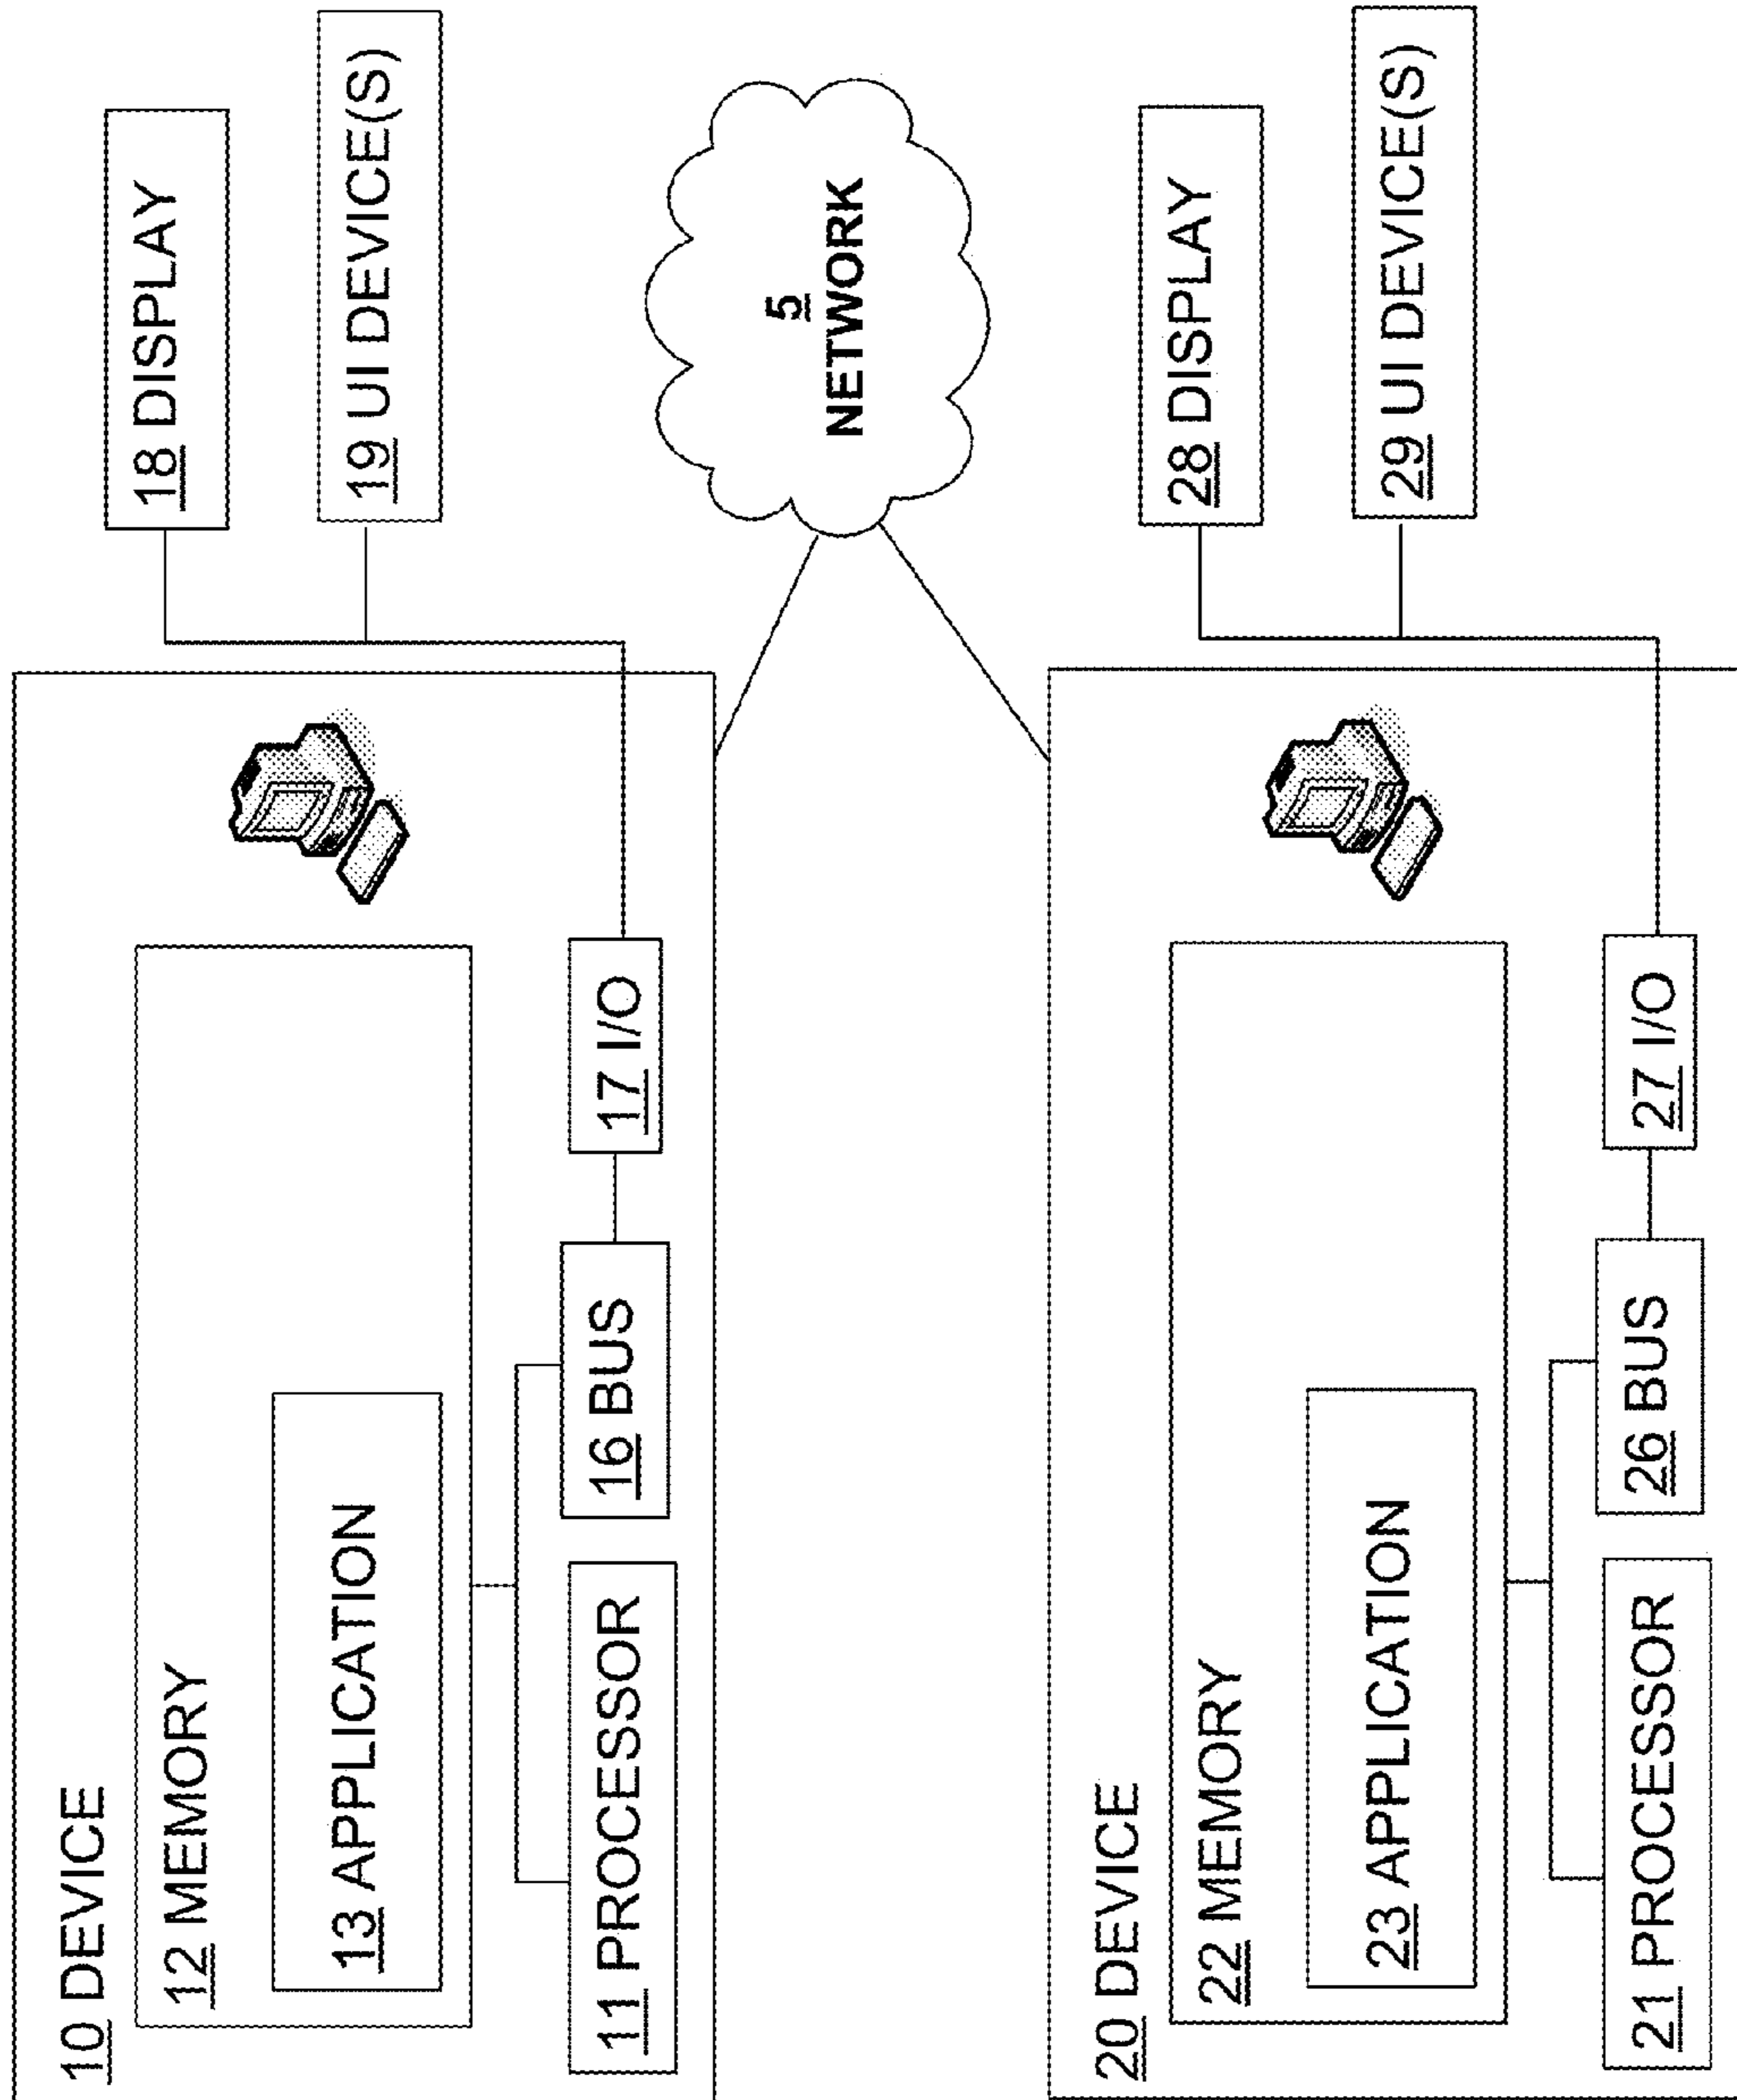 10 DEVICE
12 MEMORY
13 APPLICATION
11 PROCESSOR
16 BUS
17 I/O
18 DISPLAY
19 UI DEVICE(S)
5
NETWORK
20 DEVICE
22 MEMORY
23 APPLICATION
21 PROCESSOR
26 BUS
27 I/O
28 DISPLAY
29 UI DEVICE(S)